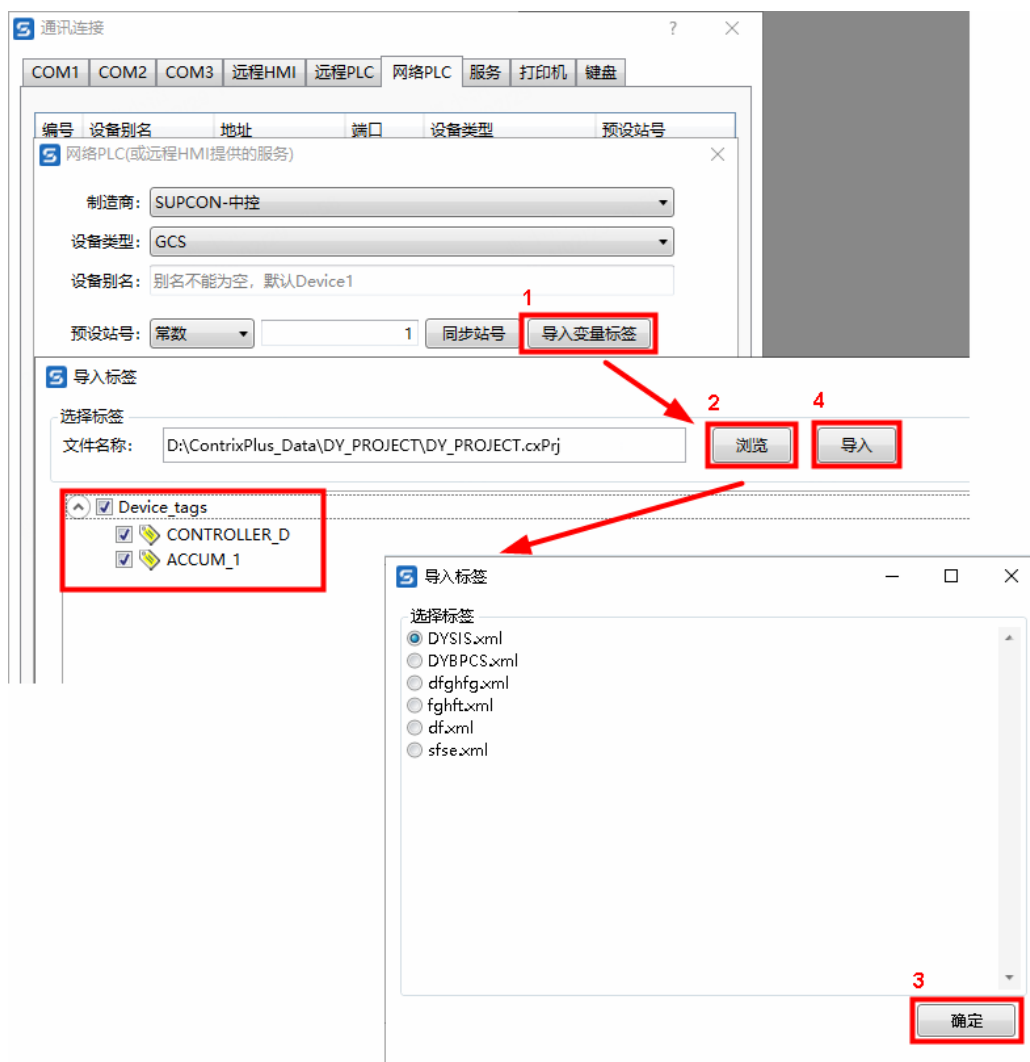 通讯连接
COM1 COM2 COM3 远程HMI 远程PLC 网络PLC 服务 打印机 键盘
编号 设备别名 地址 端口 设备类型 预设站号
网络PLC(或远程HMI提供的服务)
制造商: SUPCON-中控
设备类型: GCS
设备别名: 别名不能为空，默认Device1
1
预设站号: 常数 1 同步站号 导入变量标签
导入标签
选择标签
2 4
文件名称: D:\ContrixPlus_Data\DY_PROJECT\DY_PROJECT.cxPrj 浏览 导入
Device_tags
CONTROLLER_D
ACCUM_1
导入标签
选择标签
DYSIS.xml
DYBPCS.xml
dfghfg.xml
fghft.xml
df.xml
sfse.xml
3
确定